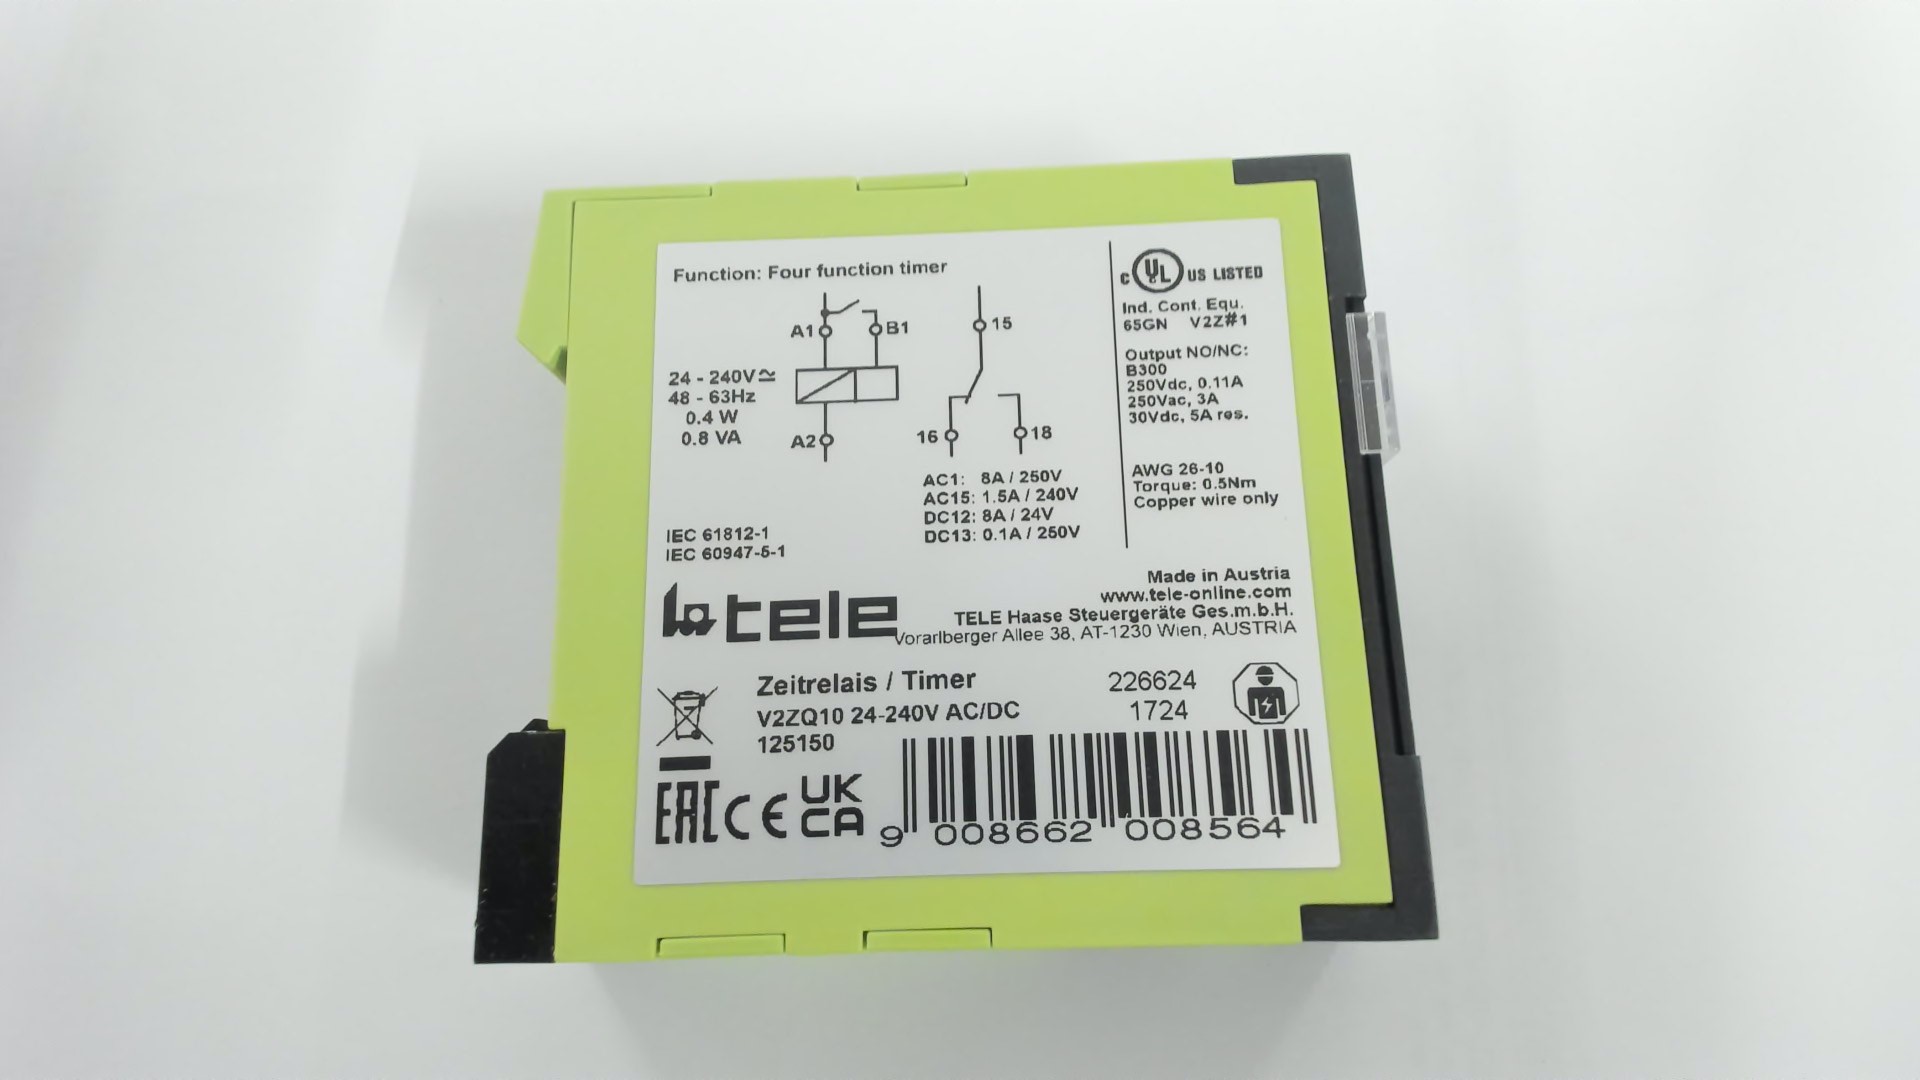 Function: Four function timer
A1
B1
15
24 - 240V≃
48 - 63Hz
0.4 W
0.8 VA
A2
16
18
AC1: 8A / 250V
AC15: 1.5A / 240V
DC12: 8A / 24V
DC13: 0.1A / 250V
IEC 61812-1
IEC 60947-5-1
C UL US LISTED
Ind. Cont. Equ.
65GN V2Z#1
Output NO/NC:
B300
250Vdc, 0.11A
250Vac, 3A
30Vdc, 5A res.
AWG 26-10
Torque: 0.5Nm
Copper wire only
tele
Made in Austria
www.tele-online.com
TELE Haase Steuergeräte Ges.m.b.H.
Vorarlberger Allee 38, AT-1230 Wien, AUSTRIA
Zeitrelais / Timer
V2ZQ10 24-240V AC/DC
125150
226624
1724
EAC CE UK
CA
9 008662 008564